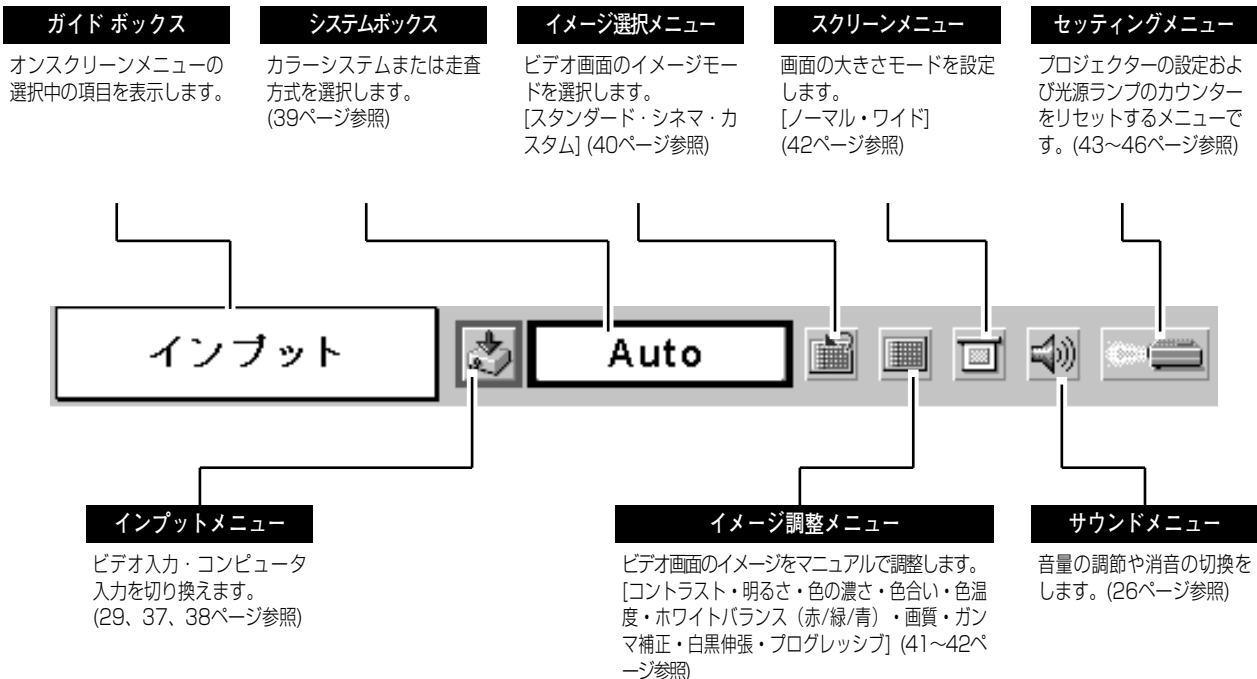 ガイド ボックス
オンスクリーンメニューの
選択中の項目を表示します。
システムボックス
カラーシステムまたは走査
方式を選択します。
(39ページ参照)
イメージ選択メニュー
ビデオ画面のイメージモー
ドを選択します。
[スタンダード・シネマ・カ
スタム] (40ページ参照)
スクリーンメニュー
画面の大きさモードを設定
します。
[ノーマル・ワイド]
(42ページ参照)
セッティングメニュー
プロジェクターの設定およ
び光源ランプのカウンター
をリセットするメニューで
す。(43〜46ページ参照)
インプット
Auto
インプットメニュー
ビデオ入力・コンピュータ
入力を切り換えます。
(29、37、38ページ参照)
イメージ調整メニュー
ビデオ画面のイメージをマニュアルで調整します。
[コントラスト・明るさ・色の濃さ・色合い・色温
度・ホワイトバランス（赤/緑/青）・画質・ガン
マ補正・白黒伸張・プログレッシブ] (41〜42ペ
ージ参照)
サウンドメニュー
音量の調節や消音の切換を
します。(26ページ参照)